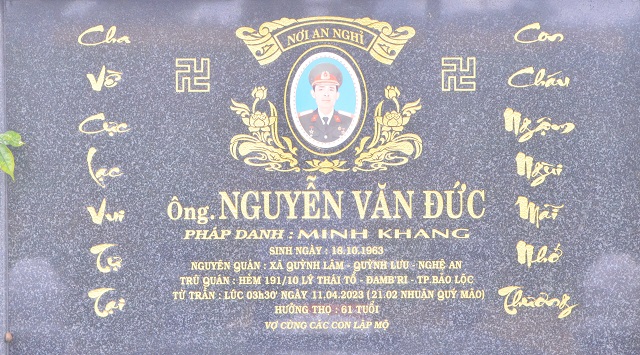 NƠI AN NGHỈ
Cha
Về
Cực
Lạc
Vui
Tự
Tại
Con
Cháu
Ngậm
Ngùi
Mãi
Nhớ
Thương
Ông. NGUYỄN VĂN ĐỨC
PHÁP DANH : MINH KHANG
SINH NGÀY : 16.10.1963
NGUYÊN QUÁN : XÃ QUỲNH LÂM - QUỲNH LƯU - NGHỆ AN
TRÚ QUÁN : HẺM 191/10 LÝ THÁI TỔ - ĐAMB'RI - TP.BẢO LỘC
TỪ TRẦN : LÚC 03h30' NGÀY 11.04.2023 (21.02 NHUẬN QUÝ MÃO)
HƯỞNG THỌ : 61 TUỔI
VỢ CÙNG CÁC CON LẬP MỘ